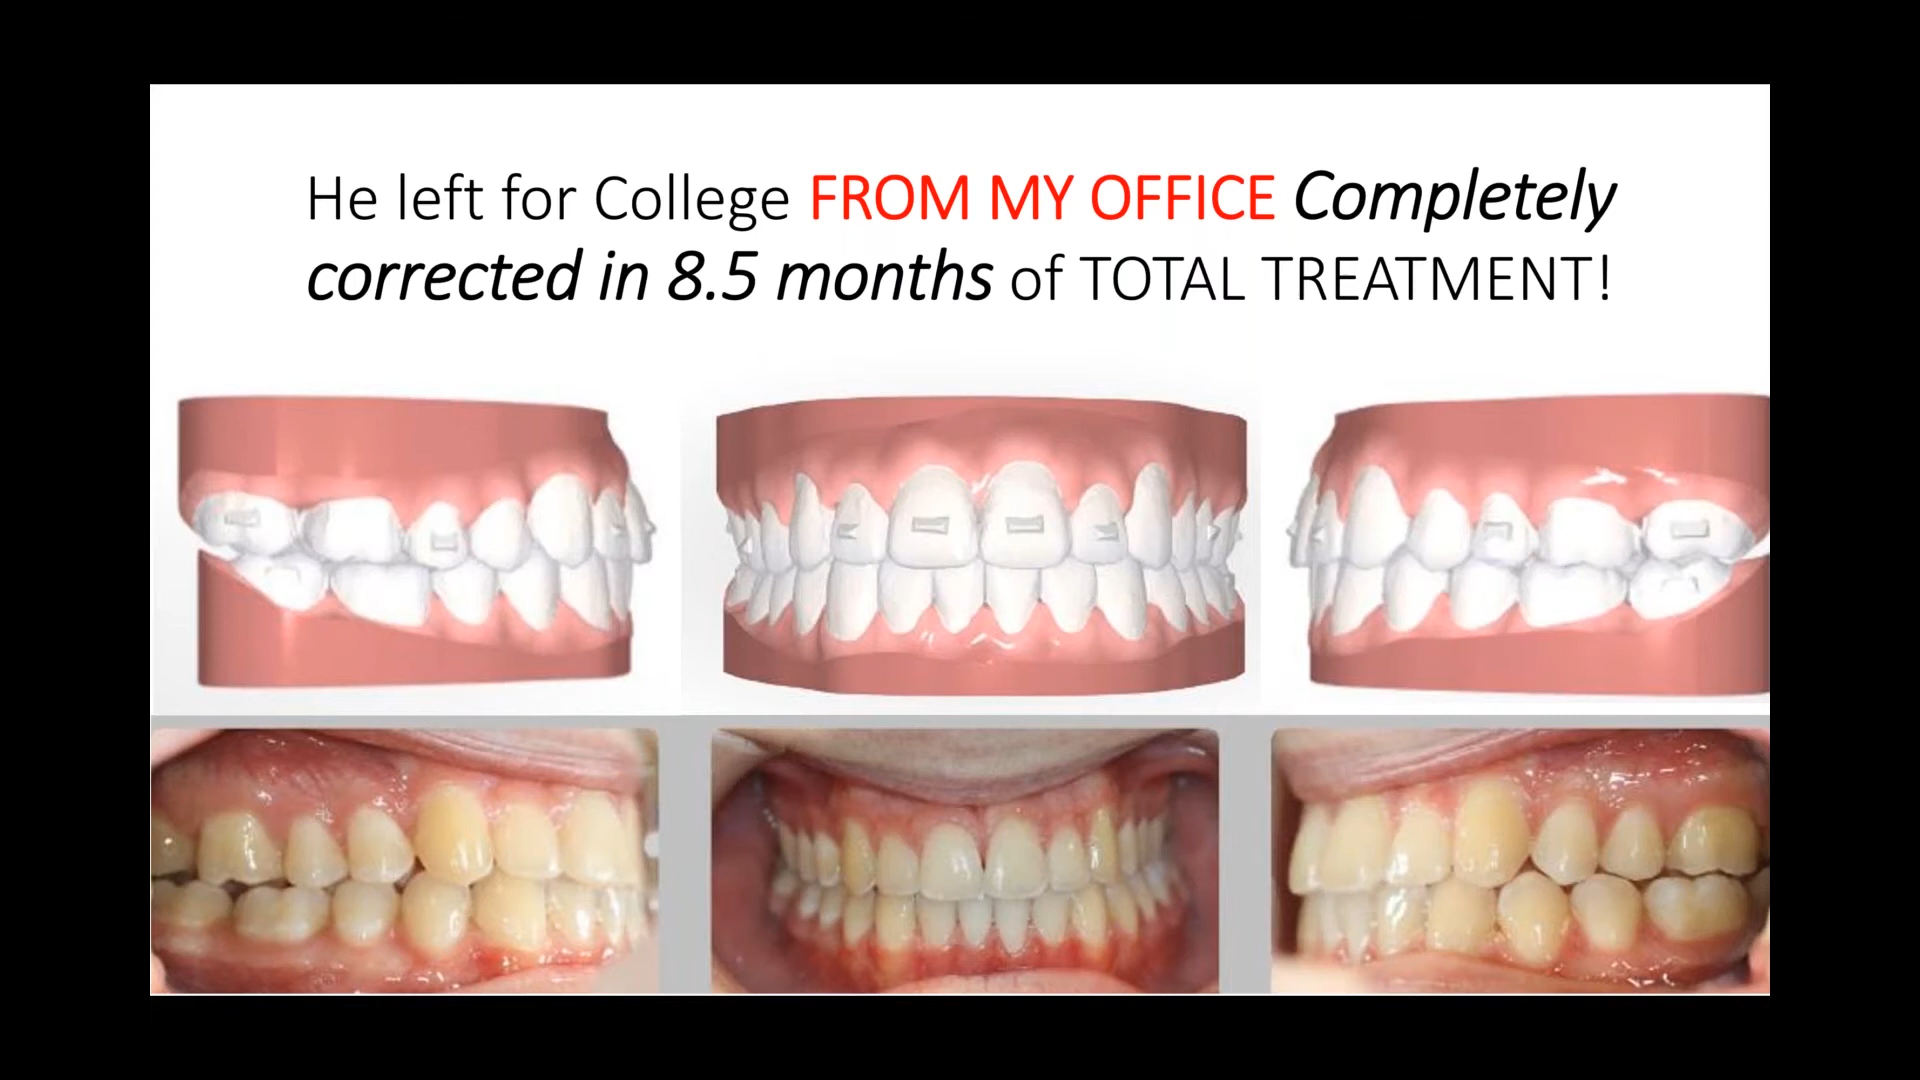 He left for College FROM MY OFFICE Completely
corrected in 8.5 months of TOTAL TREATMENT!